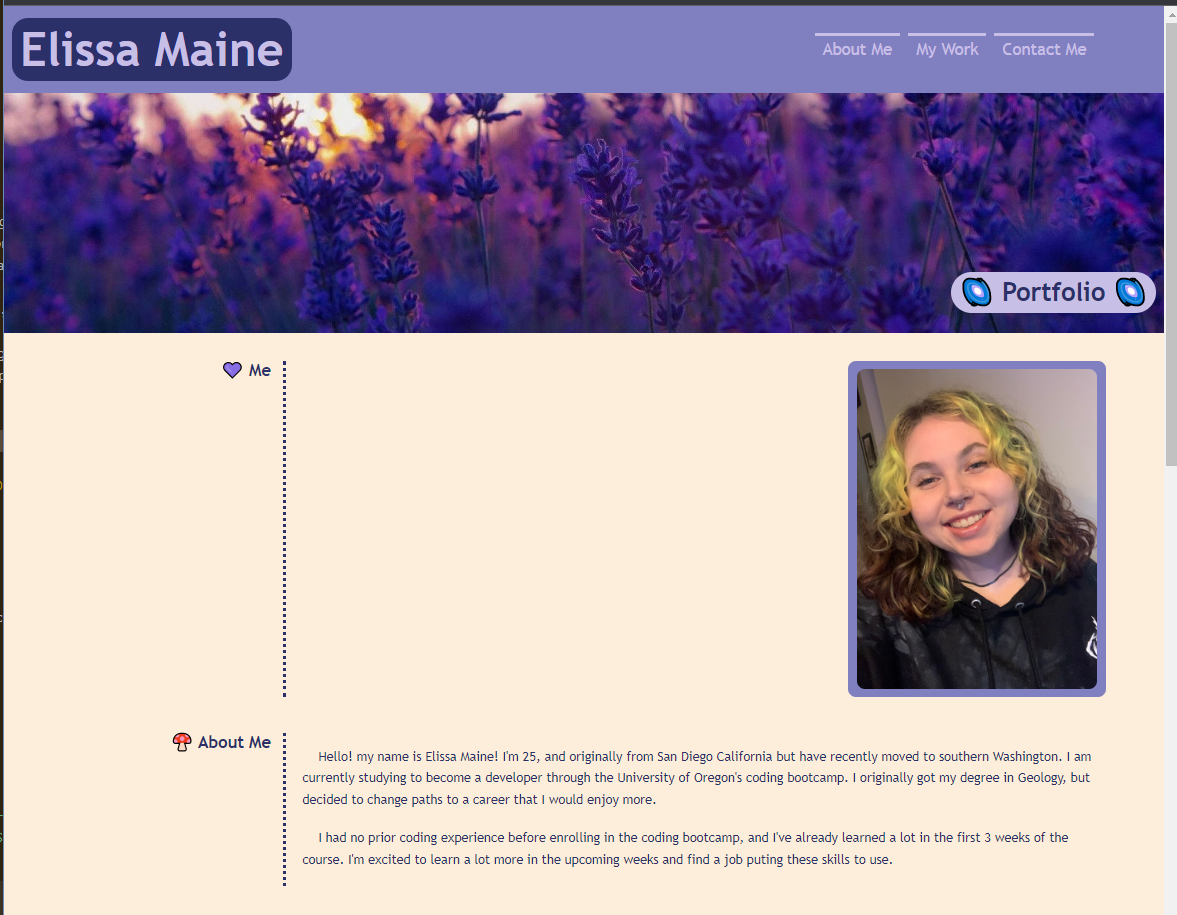 Elissa Maine
About Me
My Work
Contact Me
Portfolio
Me
About Me
Hello! my name is Elissa Maine! I'm 25, and originally from San Diego California but have recently moved to southern Washington. I am
currently studying to become a developer through the University of Oregon's coding bootcamp. I originally got my degree in Geology, but
decided to change paths to a career that I would enjoy more.
I had no prior coding experience before enrolling in the coding bootcamp, and I've already learned a lot in the first 3 weeks of the
course. I'm excited to learn a lot more in the upcoming weeks and find a job puting these skills to use.